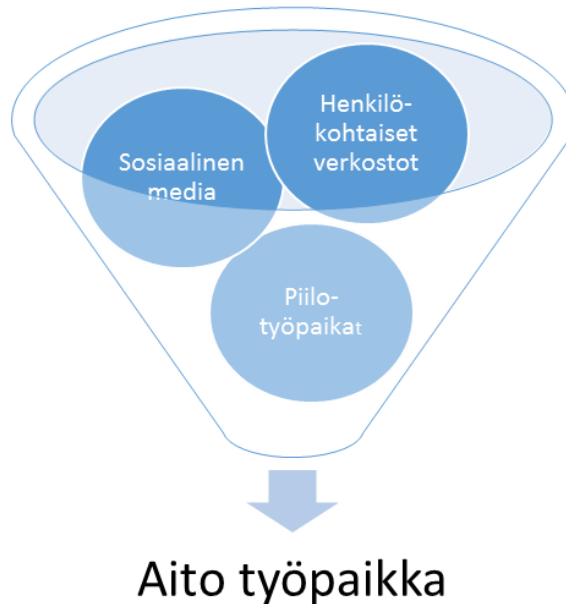 Henkilö-
kohtaiset
verkostot
Sosiaalinen
media
Piilo-
työpaikat
Aito työpaikka